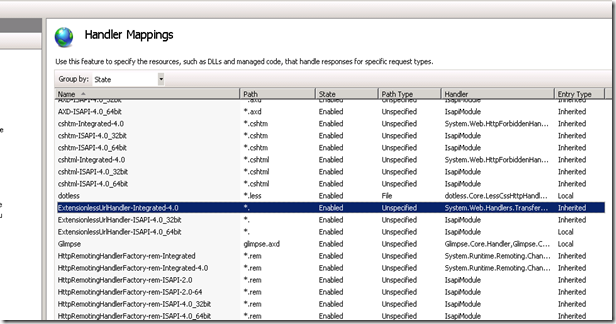 Handler Mappings
Use this feature to specify the resources, such as DLLs and managed code, that handle responses for specific request types.
Group by: State
Name Path State Path Type Handler Entry Type
AXD-ISAPI-4.0_32bit *.axd Enabled Unspecified IsapiModule Inherited
AXD-ISAPI-4.0_64bit *.axd Enabled Unspecified IsapiModule Inherited
cshtm-Integrated-4.0 *.cshtm Enabled Unspecified System.Web.HttpForbiddenHan... Inherited
cshtm-ISAPI-4.0_32bit *.cshtm Enabled Unspecified IsapiModule Inherited
cshtm-ISAPI-4.0_64bit *.cshtm Enabled Unspecified IsapiModule Inherited
cshtml-Integrated-4.0 *.cshtml Enabled Unspecified System.Web.HttpForbiddenHan... Inherited
cshtml-ISAPI-4.0_32bit *.cshtml Enabled Unspecified IsapiModule Inherited
cshtml-ISAPI-4.0_64bit *.cshtml Enabled Unspecified IsapiModule Inherited
dotless *.less Enabled File dotless.Core.LessCssHttpHandl... Local
ExtensionlessUrlHandler-Integrated-4.0 *. Enabled Unspecified System.Web.Handlers.Transfer... Inherited
ExtensionlessUrlHandler-ISAPI-4.0_32bit *. Enabled Unspecified IsapiModule Inherited
ExtensionlessUrlHandler-ISAPI-4.0_64bit *. Enabled Unspecified IsapiModule Local
Glimpse glimpse.axd Enabled Unspecified Glimpse.Core.Handler,Glimpse.C... Local
HttpRemotingHandlerFactory-rem-Integrated *.rem Enabled Unspecified System.Runtime.Remoting.Chan... Inherited
HttpRemotingHandlerFactory-rem-Integrated-4.0 *.rem Enabled Unspecified System.Runtime.Remoting.Chan... Inherited
HttpRemotingHandlerFactory-rem-ISAPI-2.0 *.rem Enabled Unspecified IsapiModule Inherited
HttpRemotingHandlerFactory-rem-ISAPI-2.0-64 *.rem Enabled Unspecified IsapiModule Inherited
HttpRemotingHandlerFactory-rem-ISAPI-4.0_32bit *.rem Enabled Unspecified IsapiModule Inherited
HttpRemotingHandlerFactory-rem-ISAPI-4.0_64bit *.rem Enabled Unspecified IsapiModule Inherited